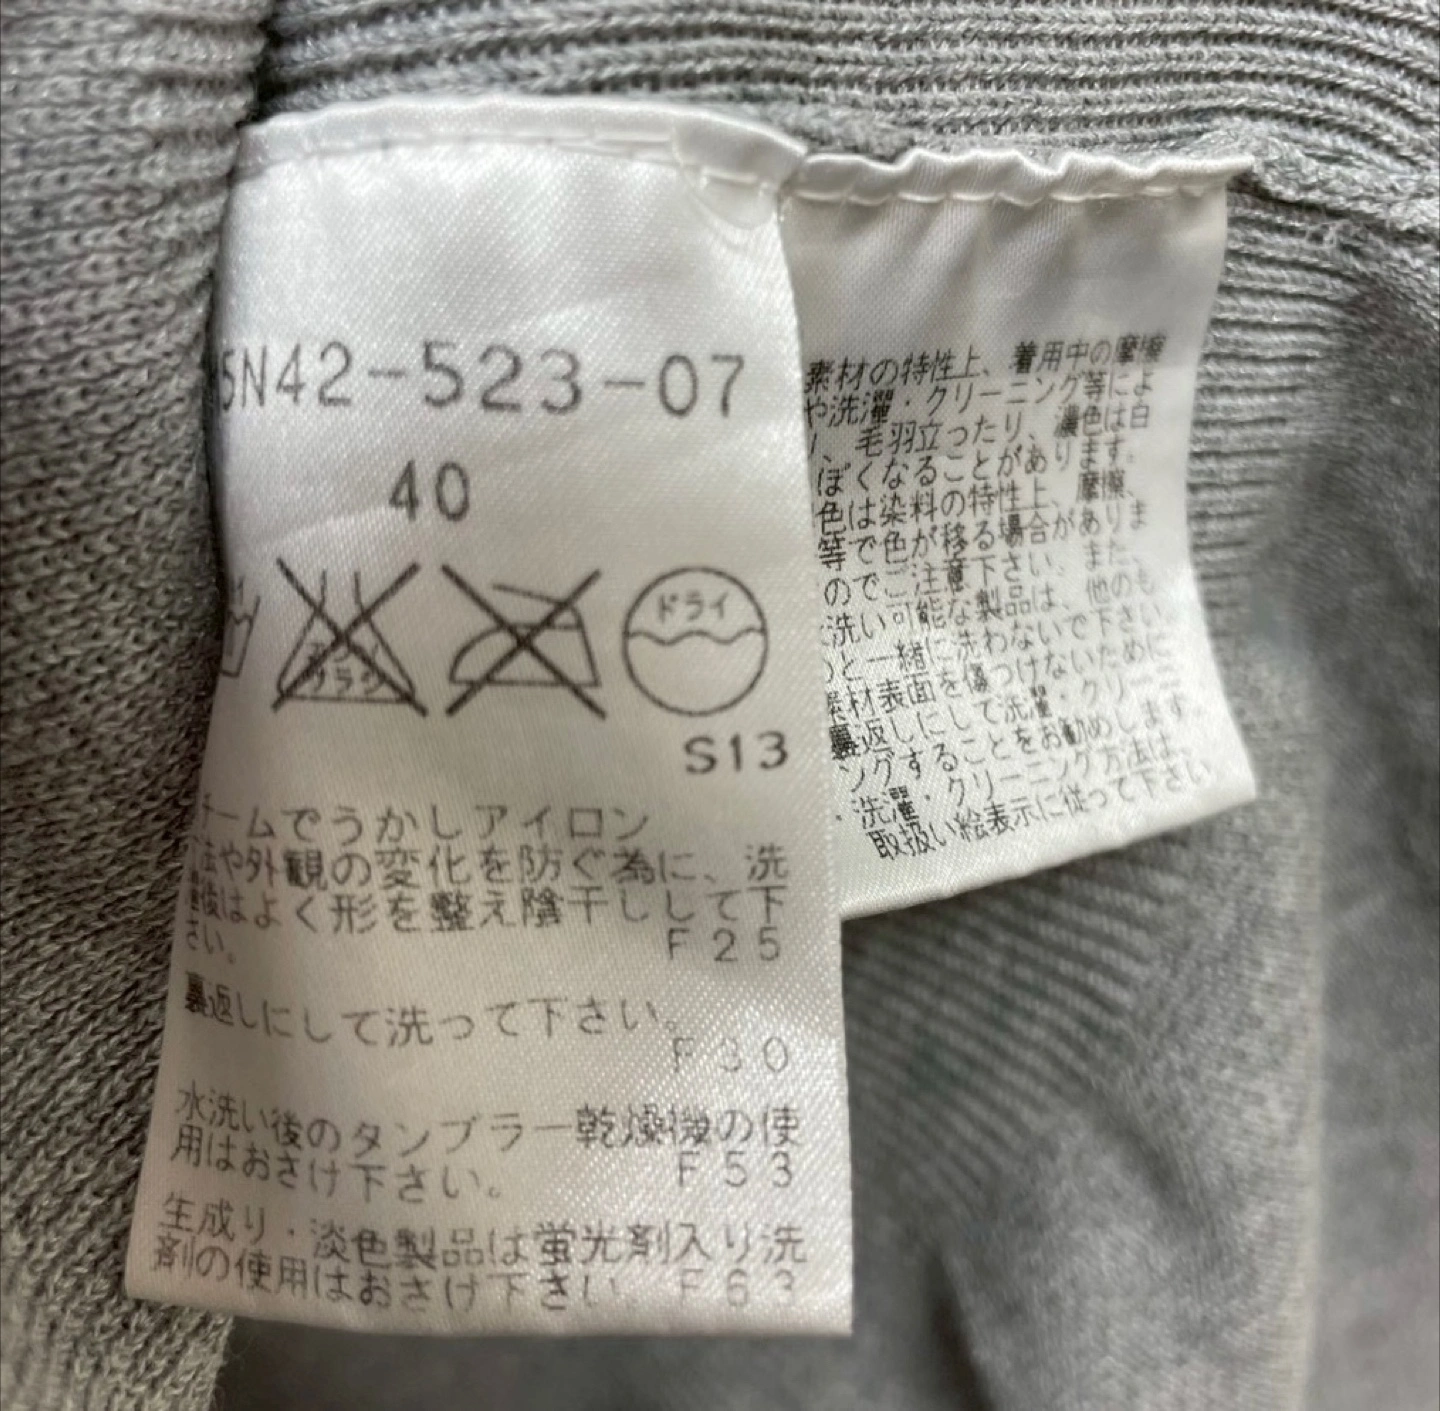 5N42-523-07
40
ドライ
S13
ームでうかしアイロン
法や外観の変化を防ぐ為に、洗
後はよく形を整え陰干しして下
さい。
F25
裏返しにして洗って下さい。
F30
水洗い後のタンブラー乾燥機の使
用はおさけ下さい。
F53
生成り・淡色製品は蛍光剤入り洗
剤の使用はおさけ下さい。F63
素材の特性上、着用中の摩擦
や洗濯・クリーニング等によ
り、毛羽立ったり、濃色は白
ぽくなることがあります。
色は染料の特性上、摩擦、
等で色が移る場合がありま
のでご注意下さい。また、
洗い可能な製品は、他のも
のと一緒に洗わないで下さい。
素材表面を傷つけないために
裏返しにして洗濯・クリーニ
ングすることをお勧めします。
洗濯・クリーニング方法は、
取扱い絵表示に従って下さい